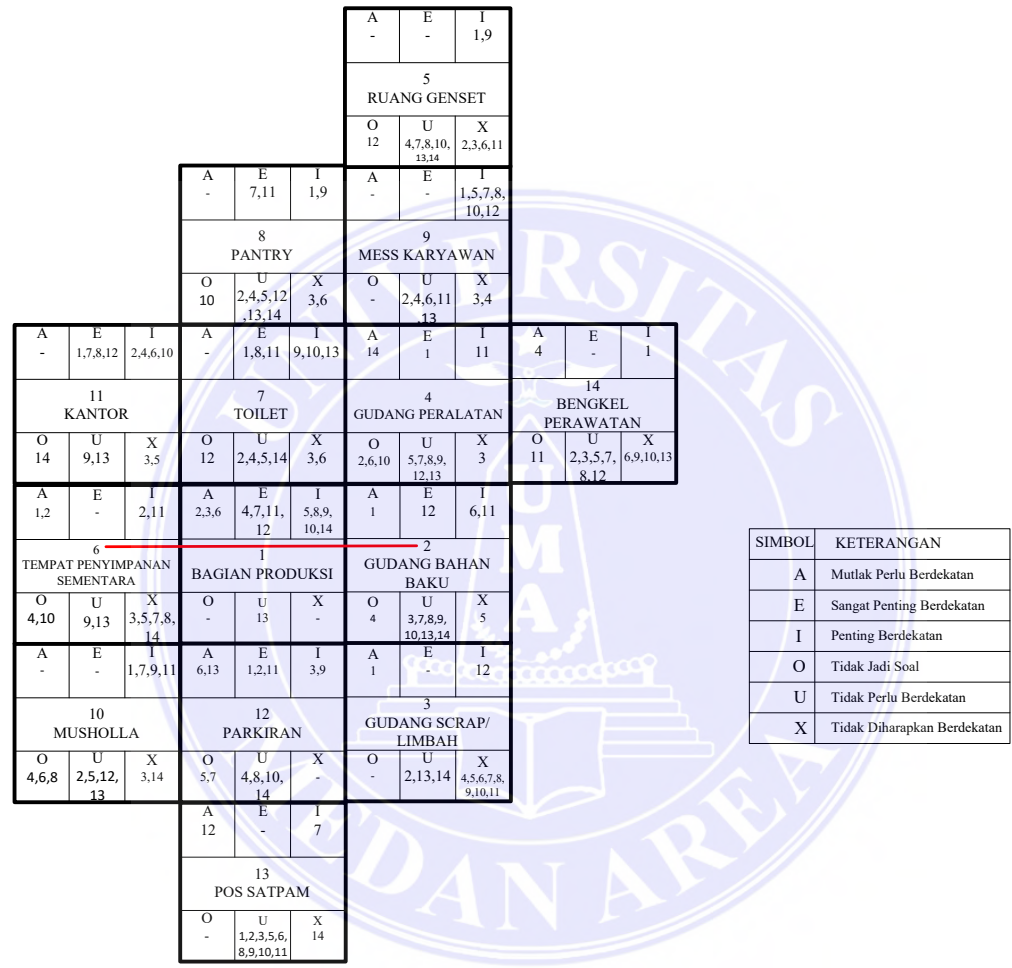 A E I
- - 1,9
5
RUANG GENSET
O U X
12 4,7,8,10, 2,3,6,11
13,14
A E I
- 7,11 1,9
8
PANTRY
O U X
10 2,4,5,12 3,6
,13,14
A E I
- - 1,5,7,8,
10,12
9
MESS KARYAWAN
O U X
- 2,4,6,11 3,4
,13
A E I
- 1,7,8,12 2,4,6,10
11
KANTOR
O U X
14 9,13 3,5
A E I
- 1,8,11 9,10,13
7
TOILET
O U X
12 2,4,5,14 3,6
A E I
14 1 11
4
GUDANG PERALATAN
O U X
2,6,10 5,7,8,9, 3
12,13
A E I
4 - 1
14
BENGKEL
PERAWATAN
O U X
11 2,3,5,7, 6,9,10,13
8,12
A E I
1,2 - 2,11
6
TEMPAT PENYIMPANAN
SEMENTARA
O U X
4,10 9,13 3,5,7,8,
14
A E I
2,3,6 4,7,11, 5,8,9,
12 10,14
1
BAGIAN PRODUKSI
O U X
- 13 -
A E I
1 12 6,11
2
GUDANG BAHAN
BAKU
O U X
4 3,7,8,9, 5
10,13,14
A E I
- - 1,7,9,11
10
MUSHOLLA
O U X
4,6,8 2,5,12, 3,14
13
A E I
6,13 1,2,11 3,9
12
PARKIRAN
O U X
5,7 4,8,10, -
14
A E I
1 - 12
3
GUDANG SCRAP/
LIMBAH
O U X
- 2,13,14 4,5,6,7,8,
9,10,11
A E I
12 - 7
13
POS SATPAM
O U X
- 1,2,3,5,6, 14
8,9,10,11
SIMBOL KETERANGAN
A Mutlak Perlu Berdekatan
E Sangat Penting Berdekatan
I Penting Berdekatan
O Tidak Jadi Soal
U Tidak Perlu Berdekatan
X Tidak Diharapkan Berdekatan
UNIVERSITAS
MEDAN AREA
UMA